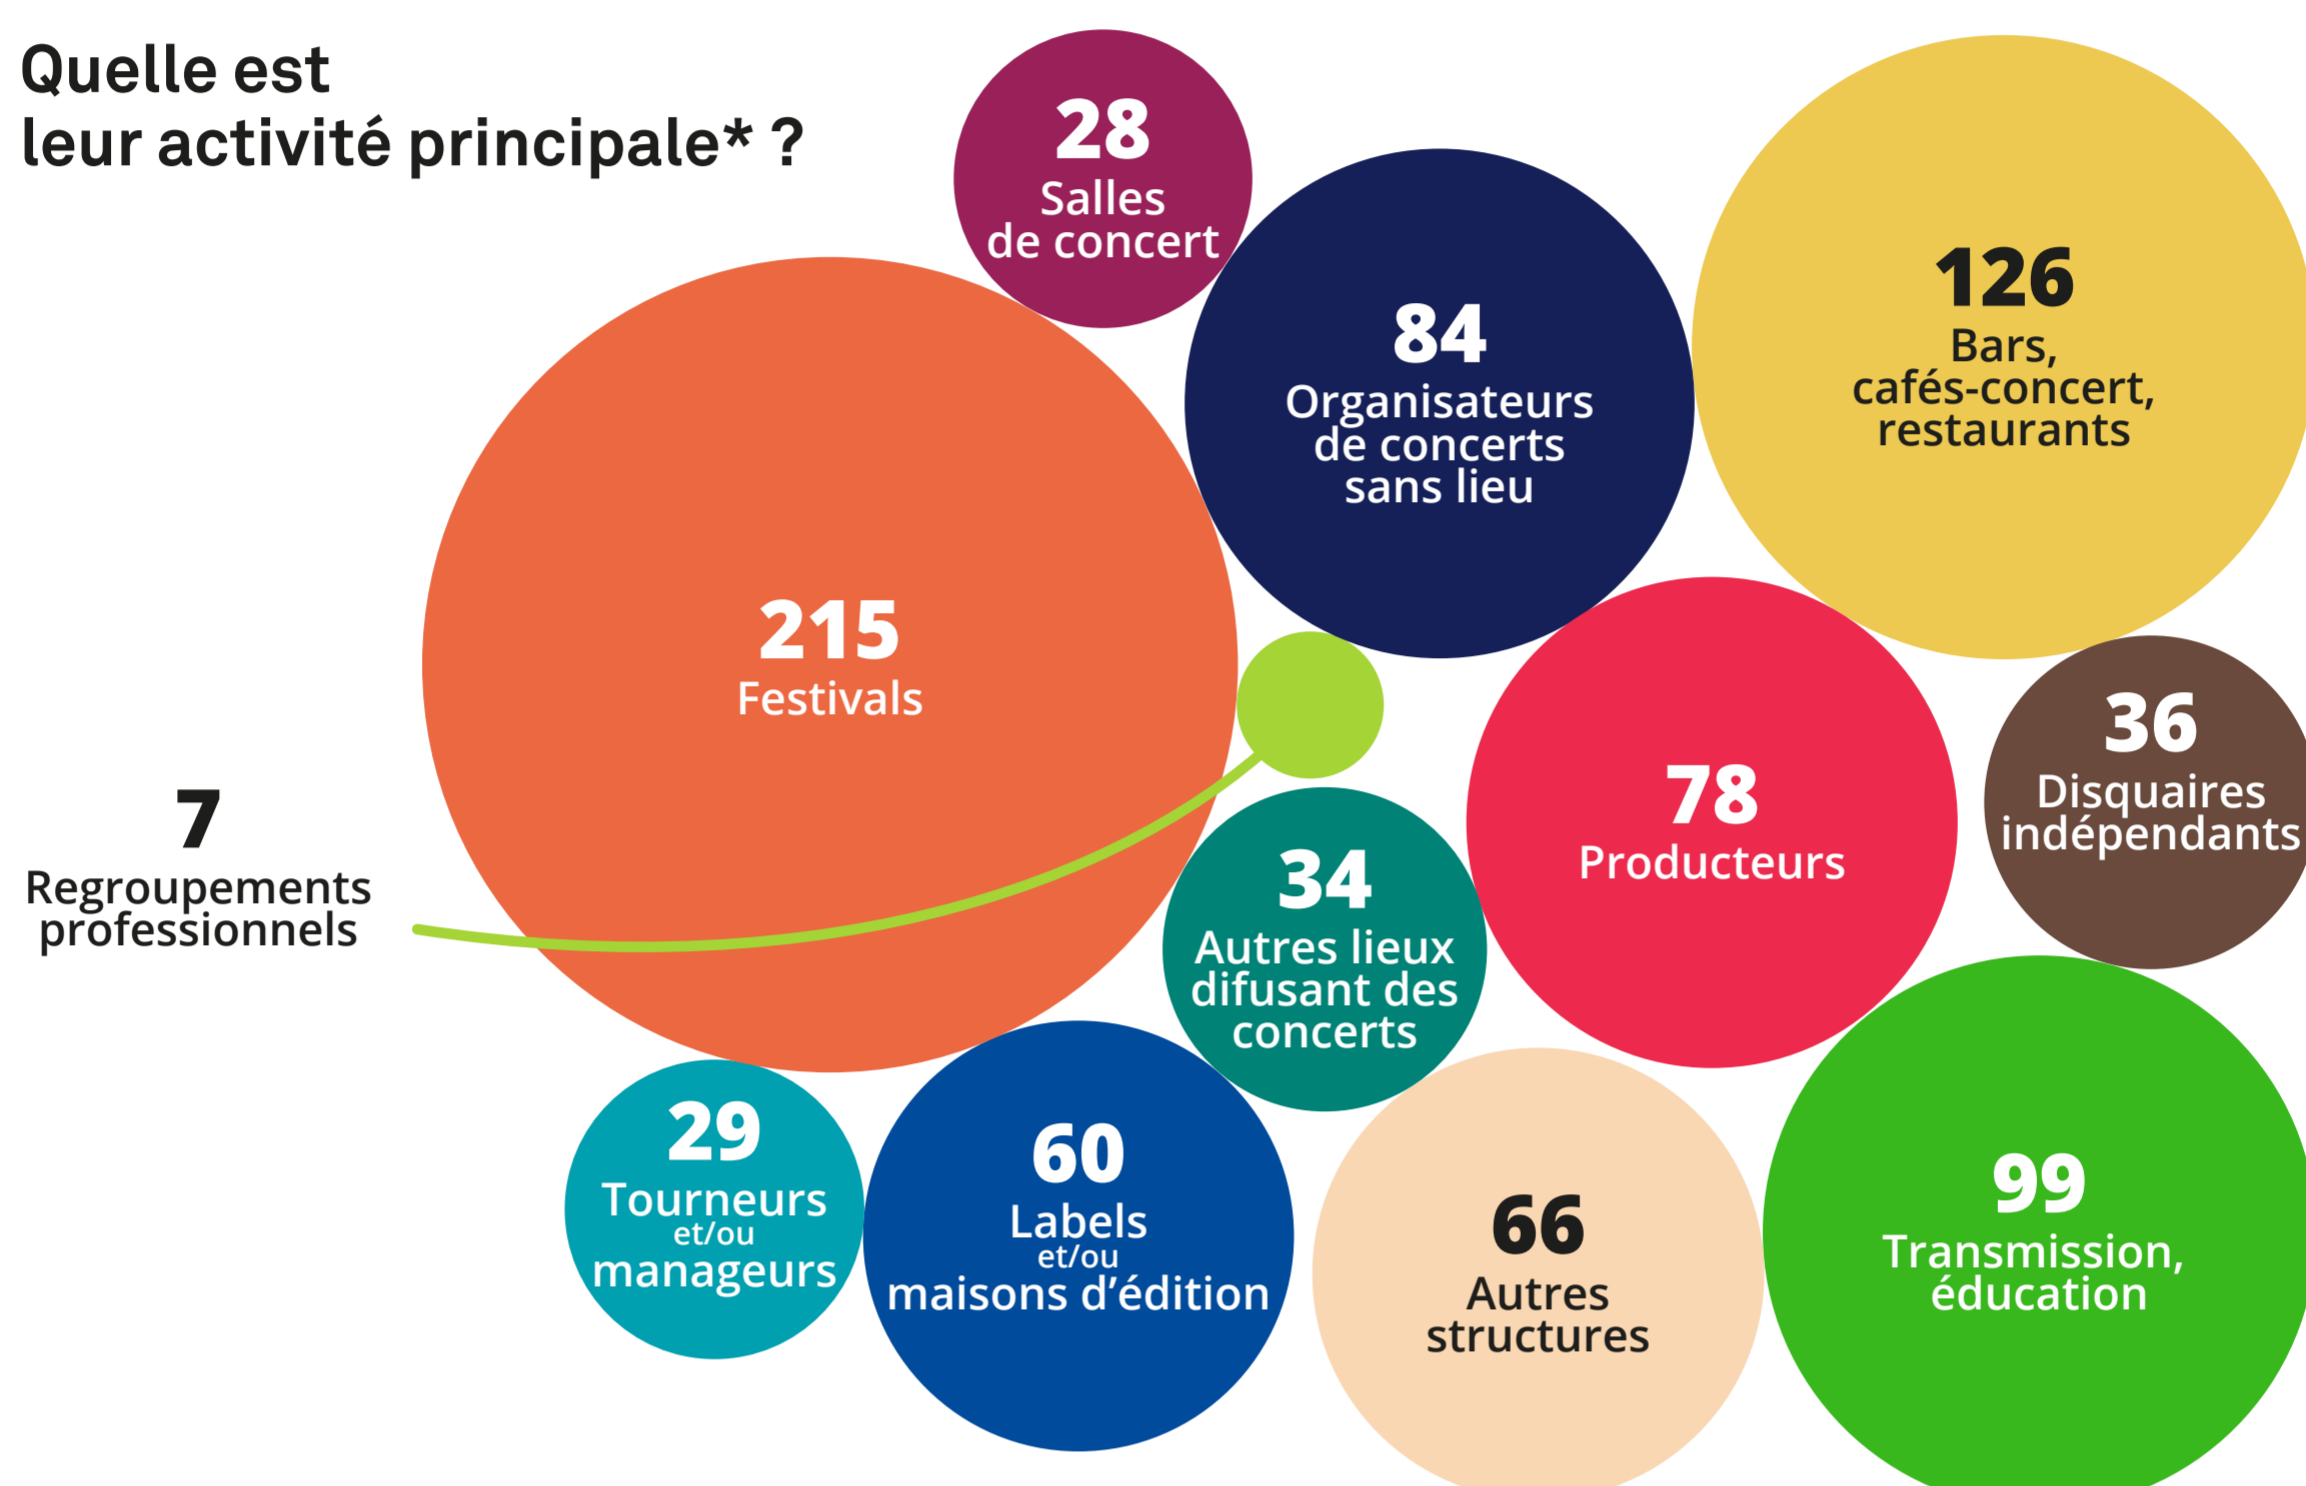 Quelle est
leur activité principale* ?
28
Salles
de concert
84
Organisateurs
de concerts
sans lieu
126
Bars,
cafés-concert,
restaurants
215
Festivals
7
Regroupements
professionnels
34
Autres lieux
difusant des
concerts
78
Producteurs
36
Disquaires
indépendants
29
Tourneurs
et/ou
manageurs
60
Labels
et/ou
maisons d’édition
66
Autres
structures
99
Transmission,
éducation